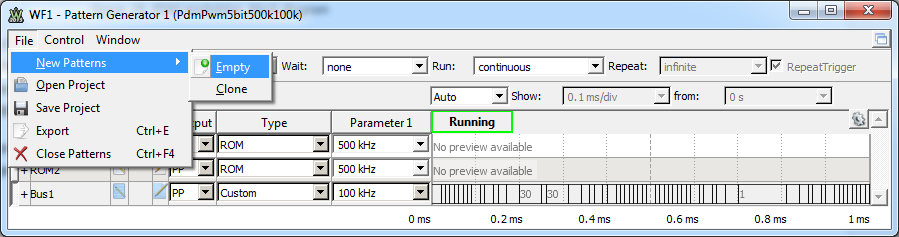 WF1 - Pattern Generator 1 (PdmPwm5bit500k100k)
File Control Window
New Patterns Empty Wait: none Run: continuous Repeat: infinite RepeatTrigger
Open Project Clone
Auto Show: 0.1 ms/div from: 0 s
Save Project
Export Ctrl+E put Type Parameter 1 Running
Close Patterns Ctrl+F4 ROM 500 kHz No preview available
ROM2 PP ROM 500 kHz No preview available
Bus1 PP Custom 100 kHz 30 30 1
0 ms 0.2 ms 0.4 ms 0.6 ms 0.8 ms 1 ms